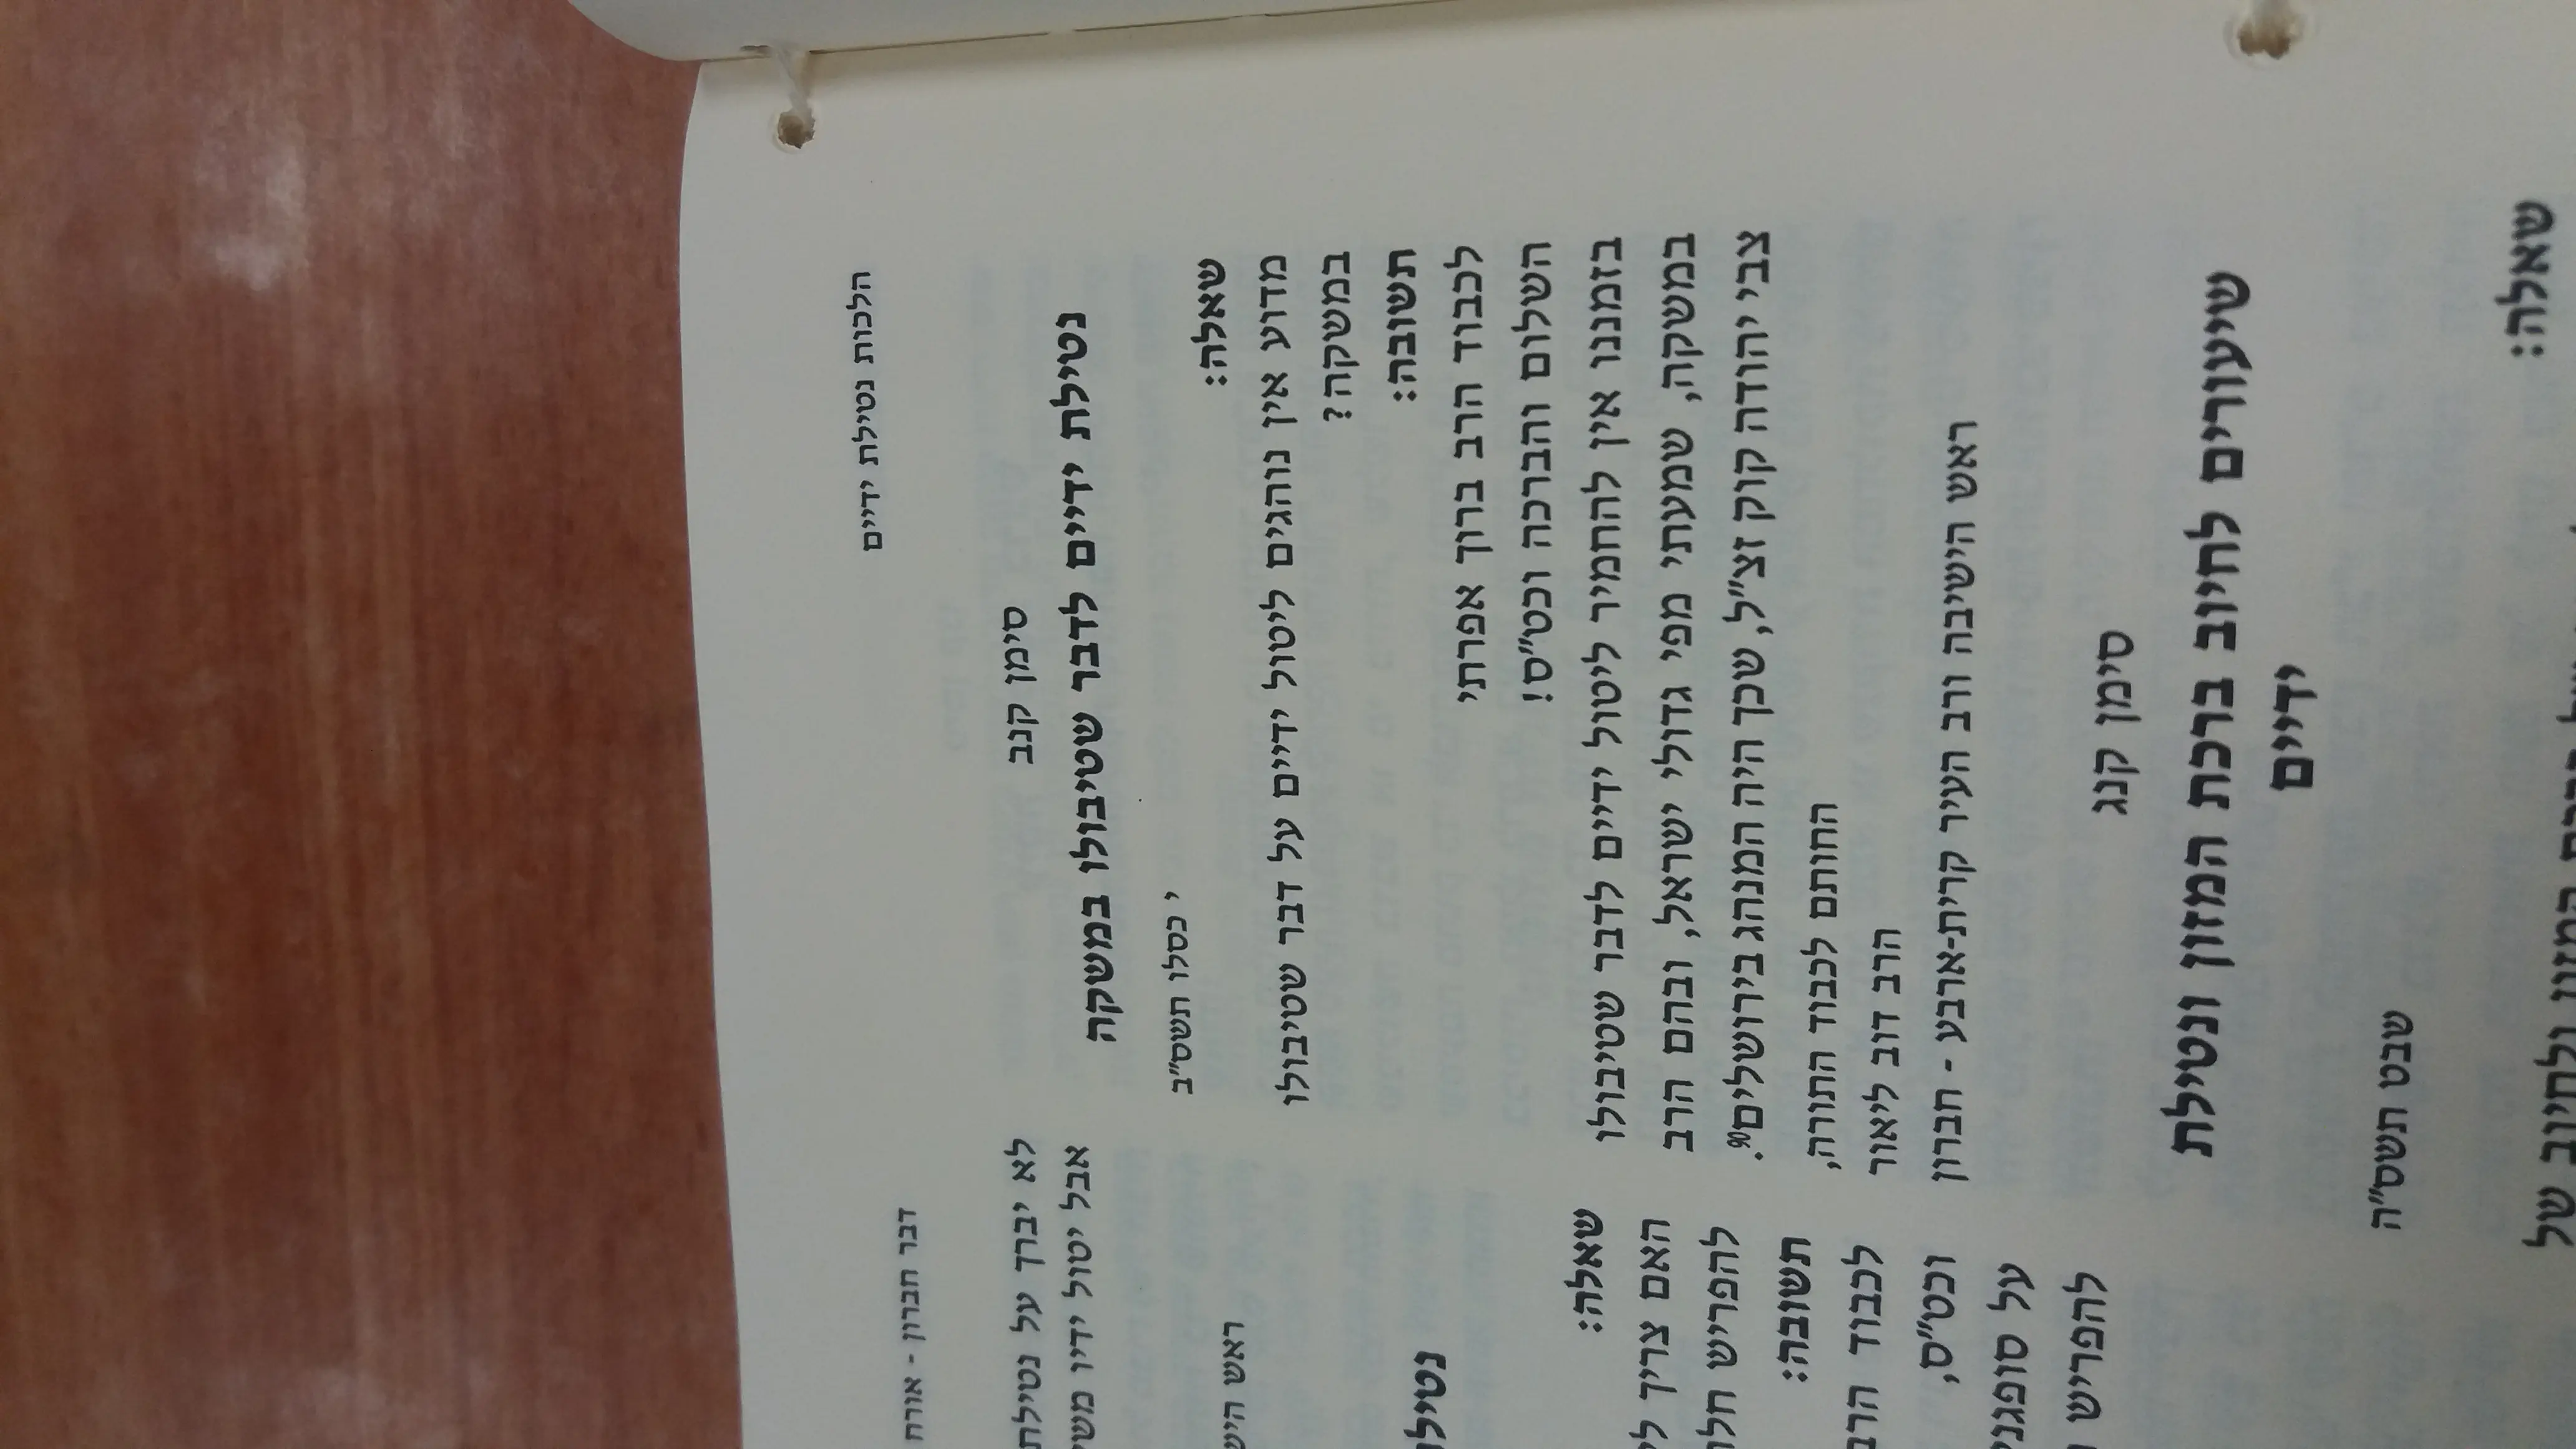 הלכות נטילת ידיים
סימן קנב
נטילת ידיים לדבר שטיבולו במשקה
י כסלו תשס"ב
שאלה:
מדוע אין נוהגים ליטול ידיים על דבר שטיבולו
במשקה?
תשובה:
לכבוד הרב ברוך אפרתי
השלום והברכה וכט"ס!
בזמננו אין להחמיר ליטול ידיים לדבר שטיבולו
במשקה, שמעתי מפי גדולי ישראל, ובהם הרב
צבי יהודה קוק זצ"ל, שכך היה המנהג בירושלים.
החותם לכבוד התורה,
הרב דוב ליאור
ראש הישיבה ורב העיר קרית-ארבע - חברון
סימן קנג
שיעורים לחיוב ברכת המזון ונטילת
ידיים
שבט תשס"ה
שאלה:
המזון ולחיוב של
דבר חברון - אורח
לא יברך על נטילת
אבל יטול ידיו
ראש
שאלה:
האם צריך
להפריש
תשובה:
לכבוד
וכט"ס,
על
להפריש